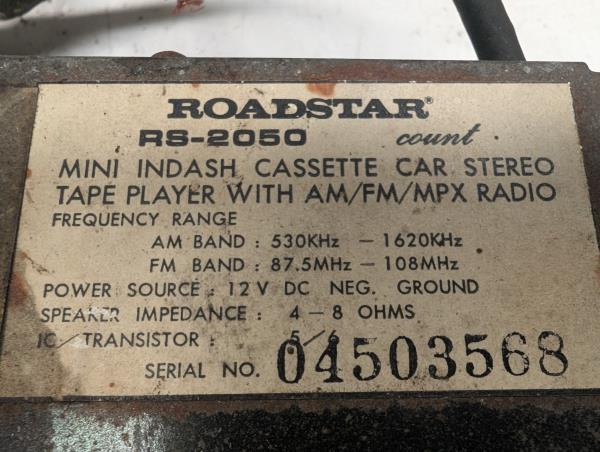 ROADSTAR®
RS-2050 count
MINI INDASH CASSETTE CAR STEREO
TAPE PLAYER WITH AM/FM/MPX RADIO
FREQUENCY RANGE
AM BAND : 530KHz - 1620KHz
FM BAND : 87.5MHz - 108MHz
POWER SOURCE : 12 V DC NEG. GROUND
SPEAKER IMPEDANCE : 4 - 8 OHMS
IC/TRANSISTOR : 5/6
SERIAL NO. 04503568